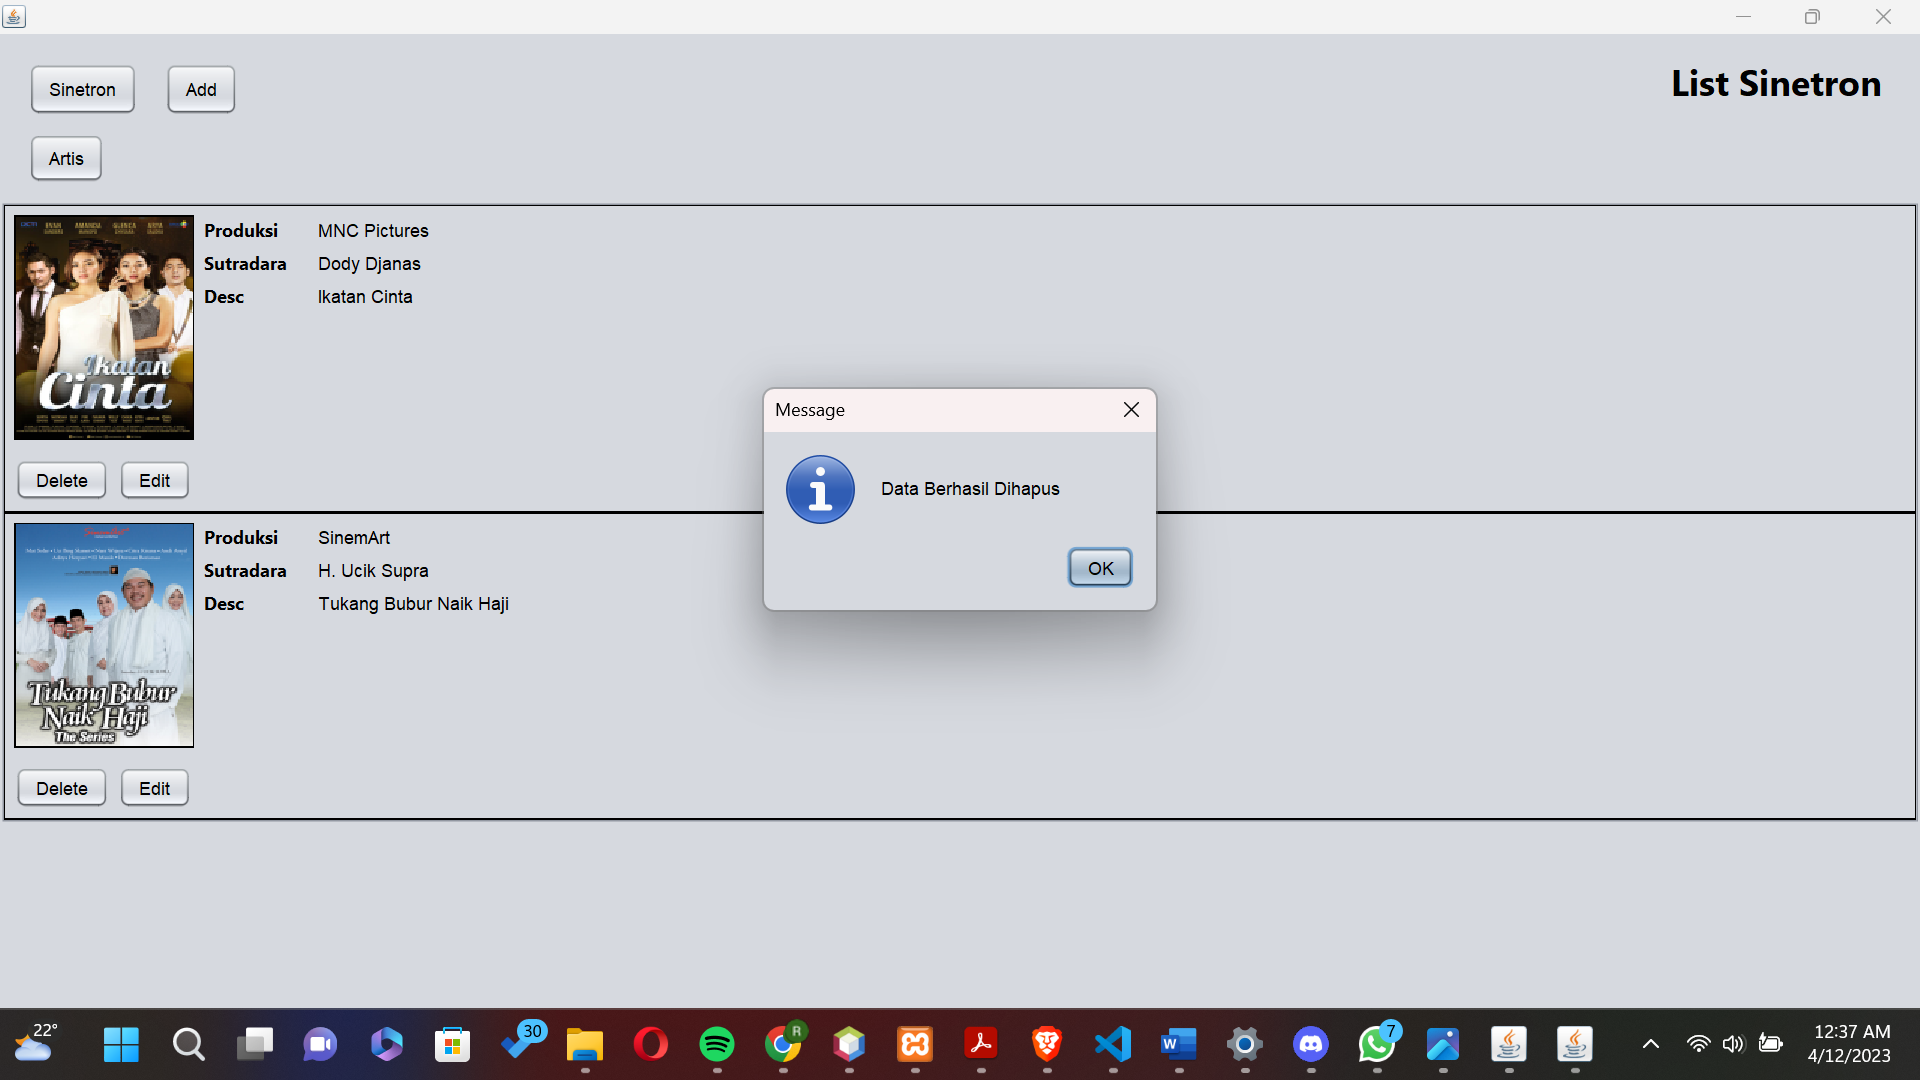 Sinetron
Add
List Sinetron
Artis
Produksi MNC Pictures
Sutradara Dody Djanas
Desc Ikatan Cinta
Ikatan
Cinta
Delete
Edit
Message
Data Berhasil Dihapus
OK
Produksi SinemArt
Sutradara H. Ucik Supra
Desc Tukang Bubur Naik Haji
Tukang Bubur
Naik Haji
The Series
Delete
Edit
22°
30
R
W
7
12:37 AM
4/12/2023